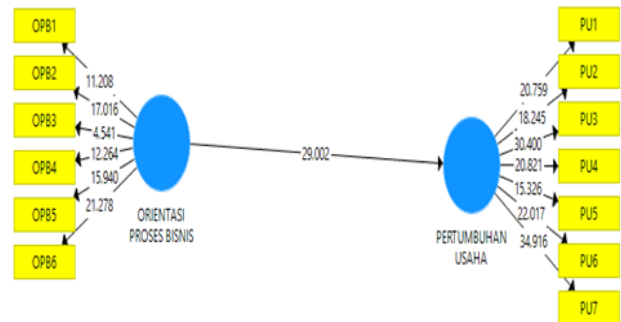 OPB1
OPB2
OPB3
OPB4
OPB5
OPB6
11.208
17.016
4.541
12.264
15.940
21.278
ORIENTASI
PROSES BISNIS
29.002
PERTUMBUHAN
USAHA
20.759
18.245
30.400
20.821
15.326
22.017
34.916
PU1
PU2
PU3
PU4
PU5
PU6
PU7